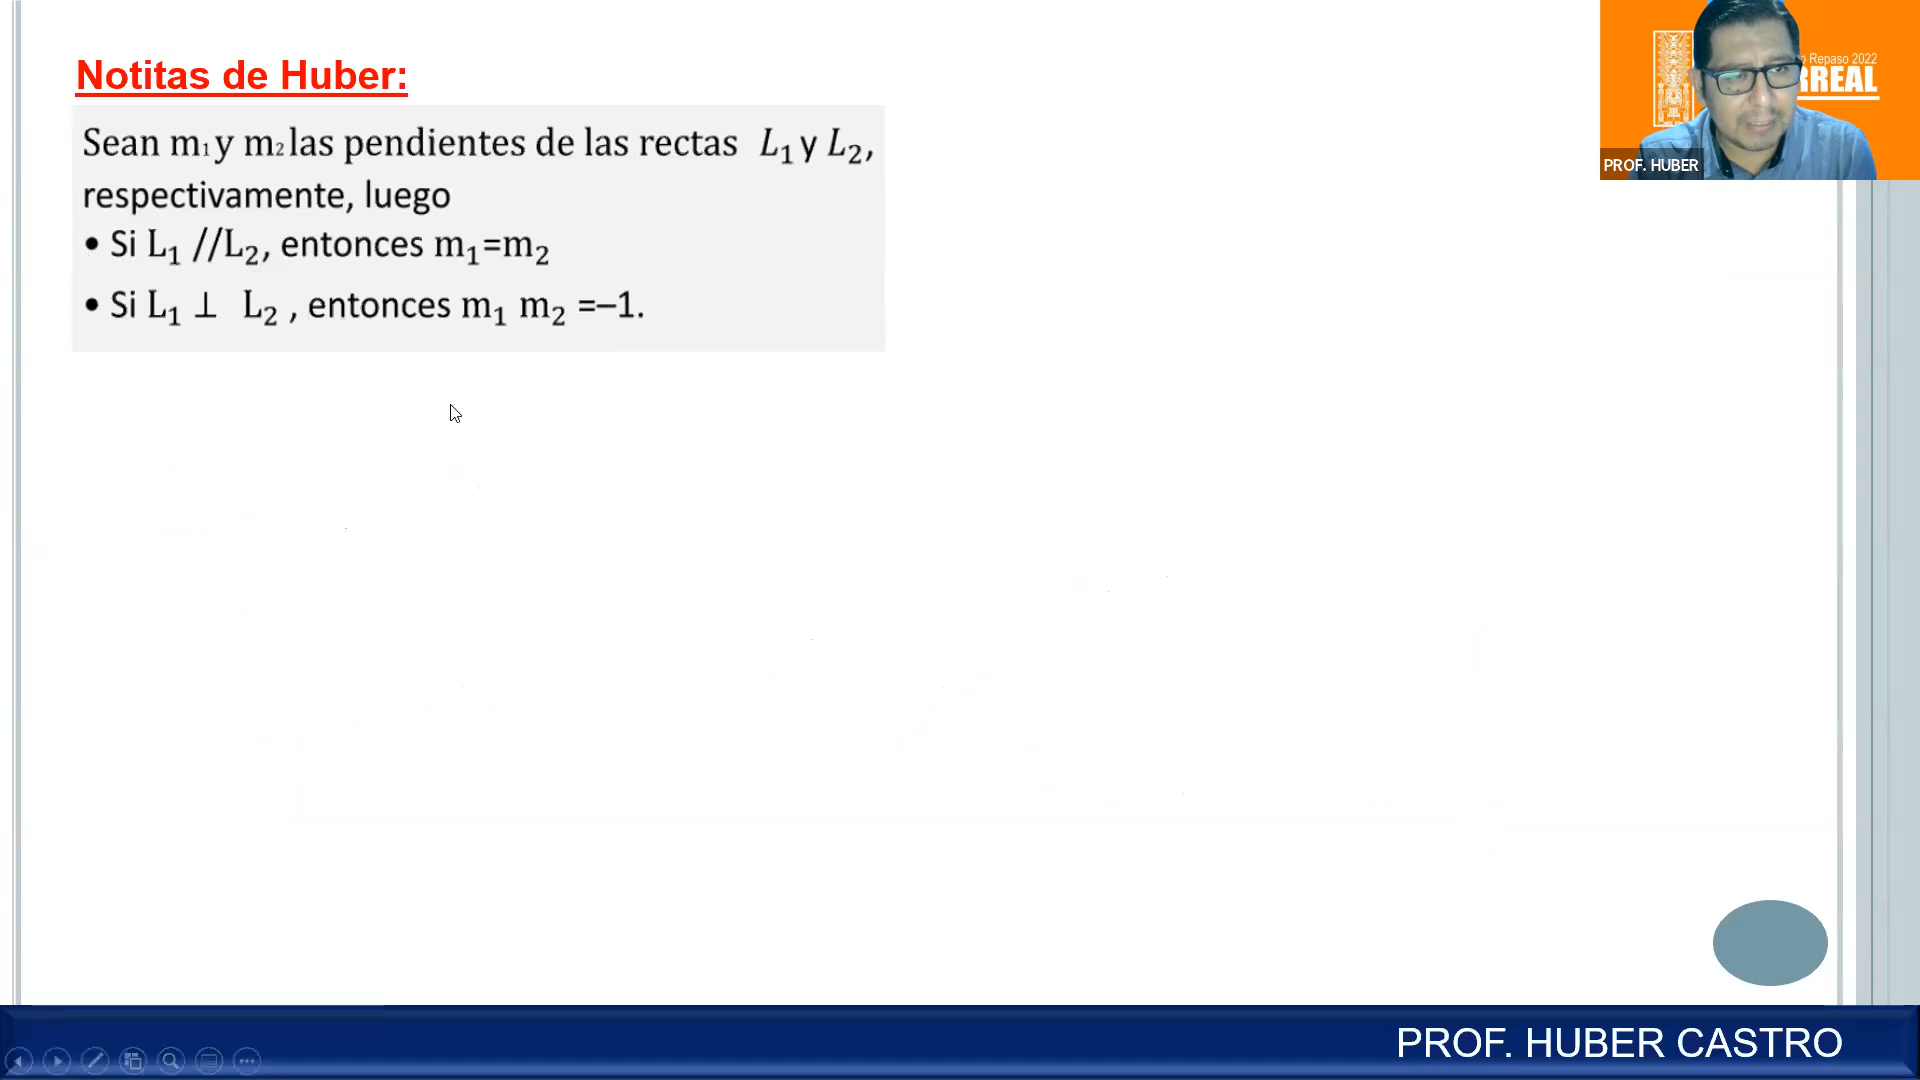 Notitas de Huber:
Sean m₁ y m₂ las pendientes de las rectas L₁ y L₂,
respectivamente, luego
• Si L₁ //L₂, entonces m₁=m₂
• Si L₁ ⊥ L₂ , entonces m₁ m₂ =–1.
o Repaso 2022
RREAL
PROF. HUBER
PROF. HUBER CASTRO